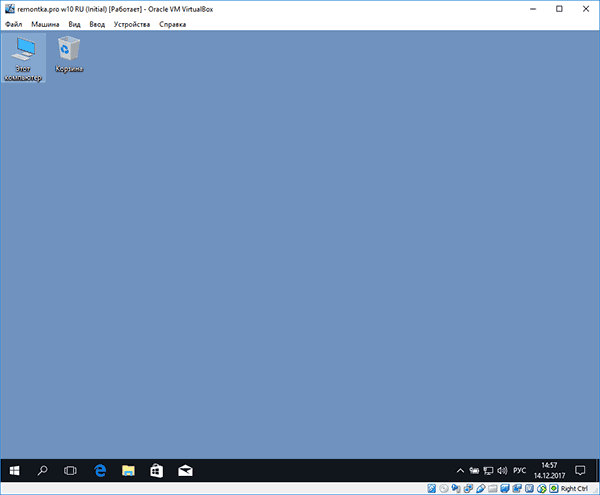 remontka.pro w10 RU (Initial) [Работает] - Oracle VM VirtualBox
Файл Машина Вид Ввод Устройства Справка
Этот компьютер
Корзина
РУС
14:57
14.12.2017
Right Ctrl